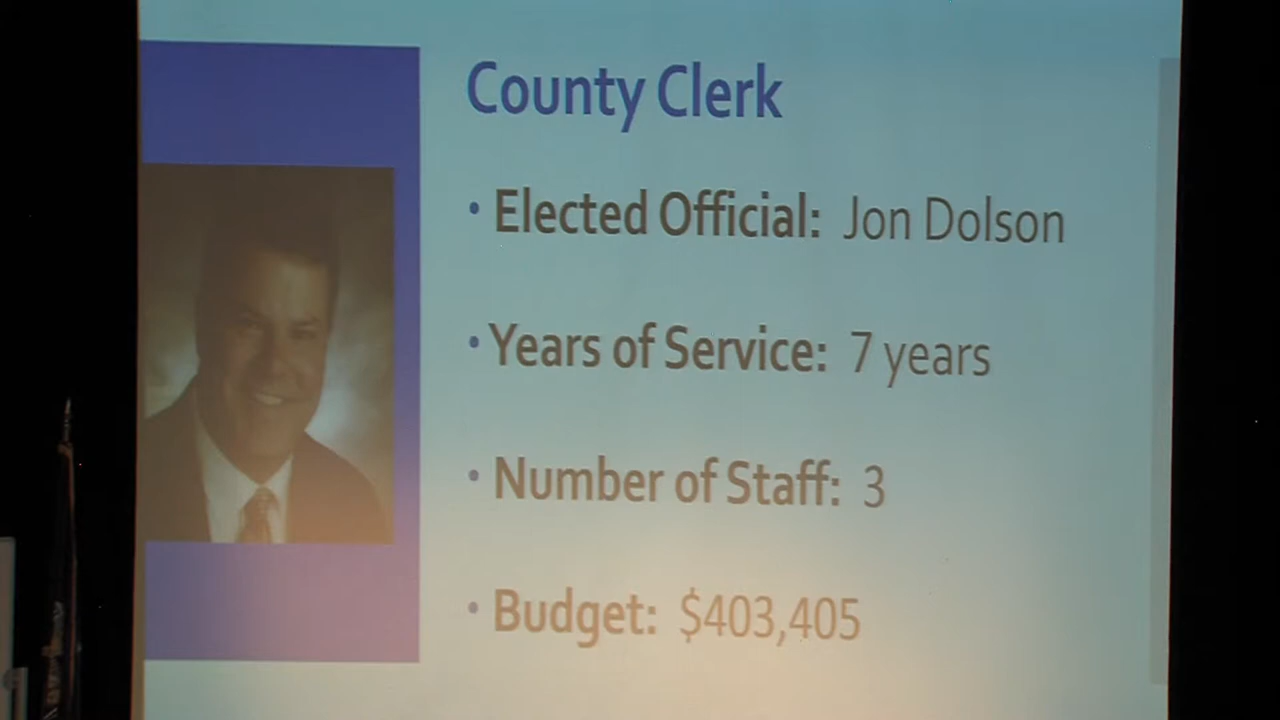 County Clerk
• Elected Official: Jon Dolson
• Years of Service: 7 years
• Number of Staff: 3
• Budget: $403,405